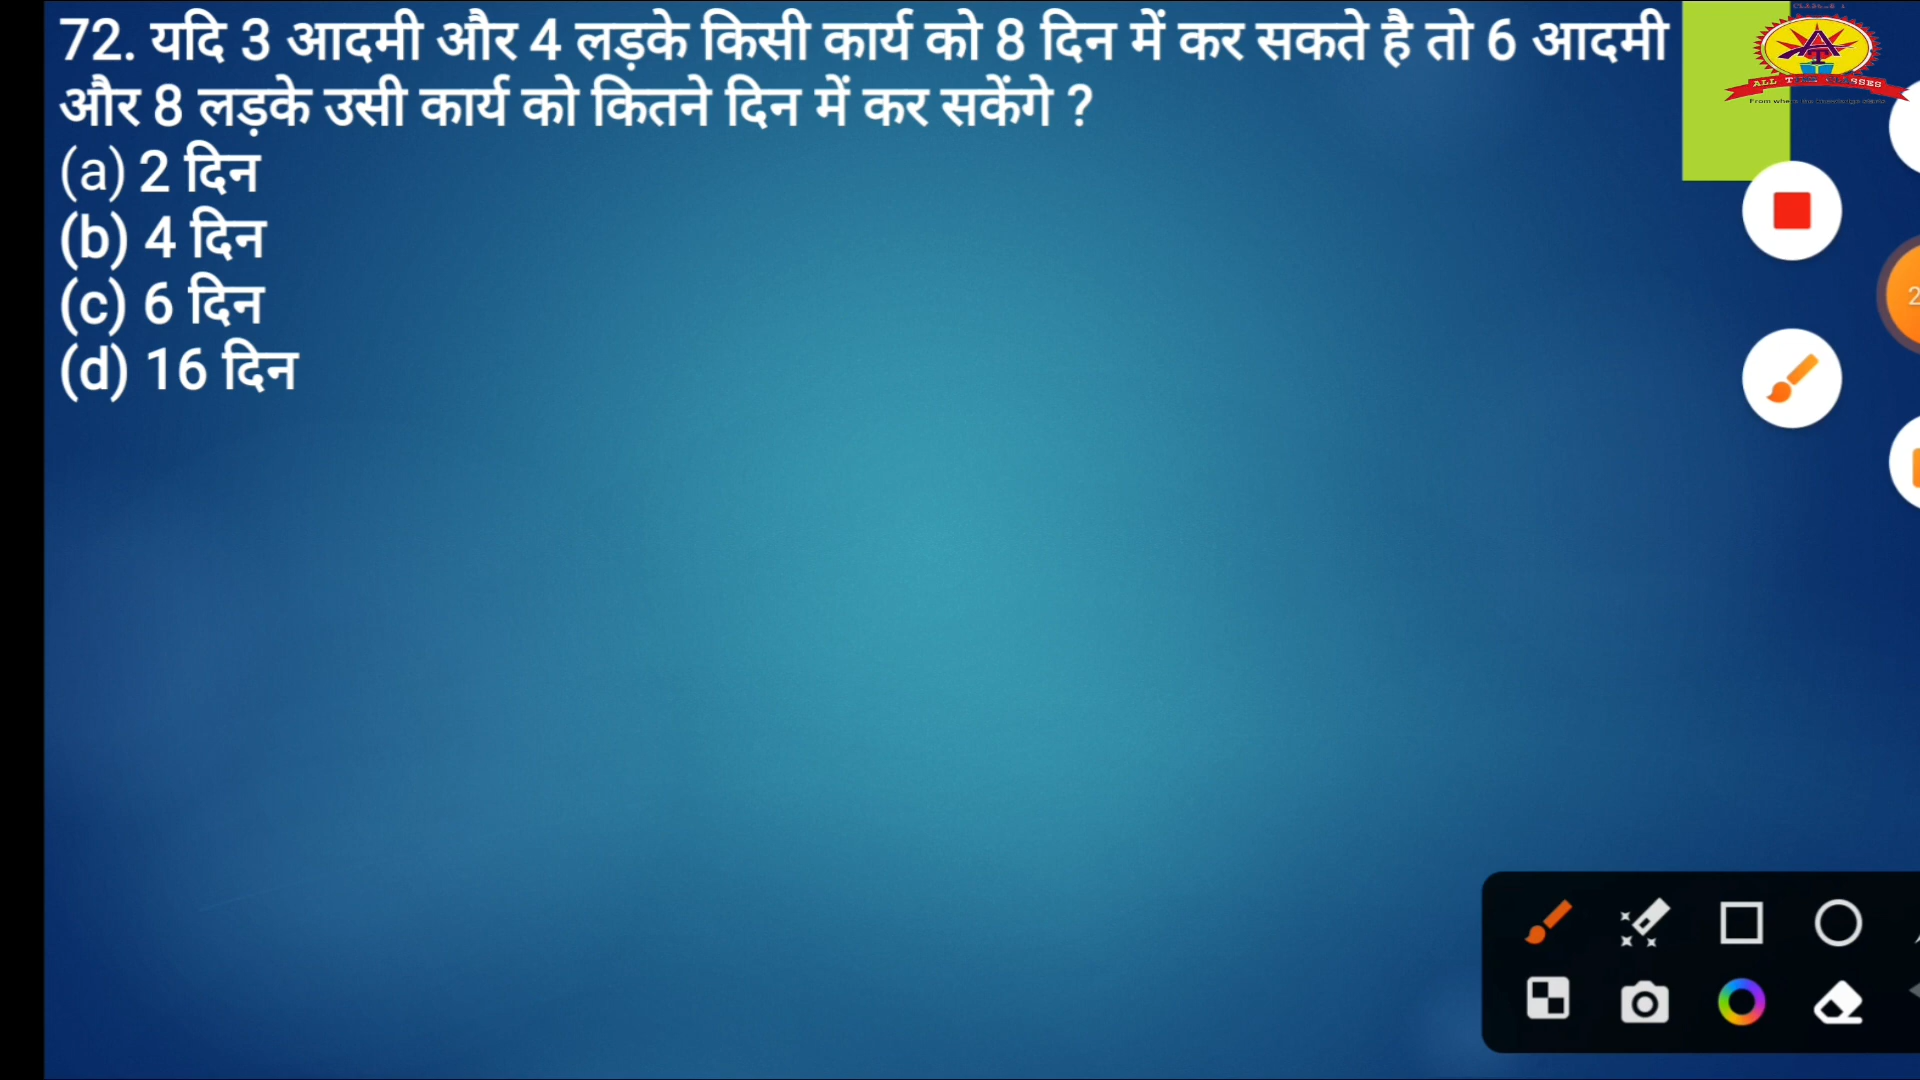 72. यदि 3 आदमी और 4 लड़के किसी कार्य को 8 दिन में कर सकते है तो 6 आदमी
और 8 लड़के उसी कार्य को कितने दिन में कर सकेंगे ?
(a) 2 दिन
(b) 4 दिन
(c) 6 दिन
(d) 16 दिन